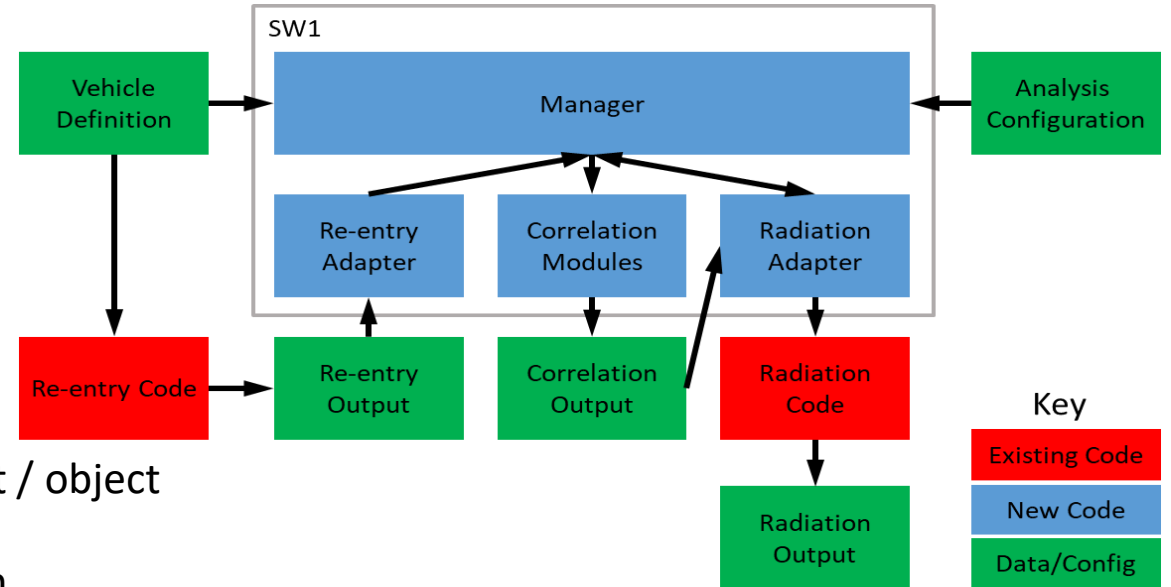 SW1
Vehicle
Definition
Manager
Analysis
Configuration
Re-entry
Adapter
Correlation
Modules
Radiation
Adapter
Re-entry Code
Re-entry
Output
Correlation
Output
Radiation
Code
Key
Existing Code
t / object
New Code
Radiation
Output
Data/Config